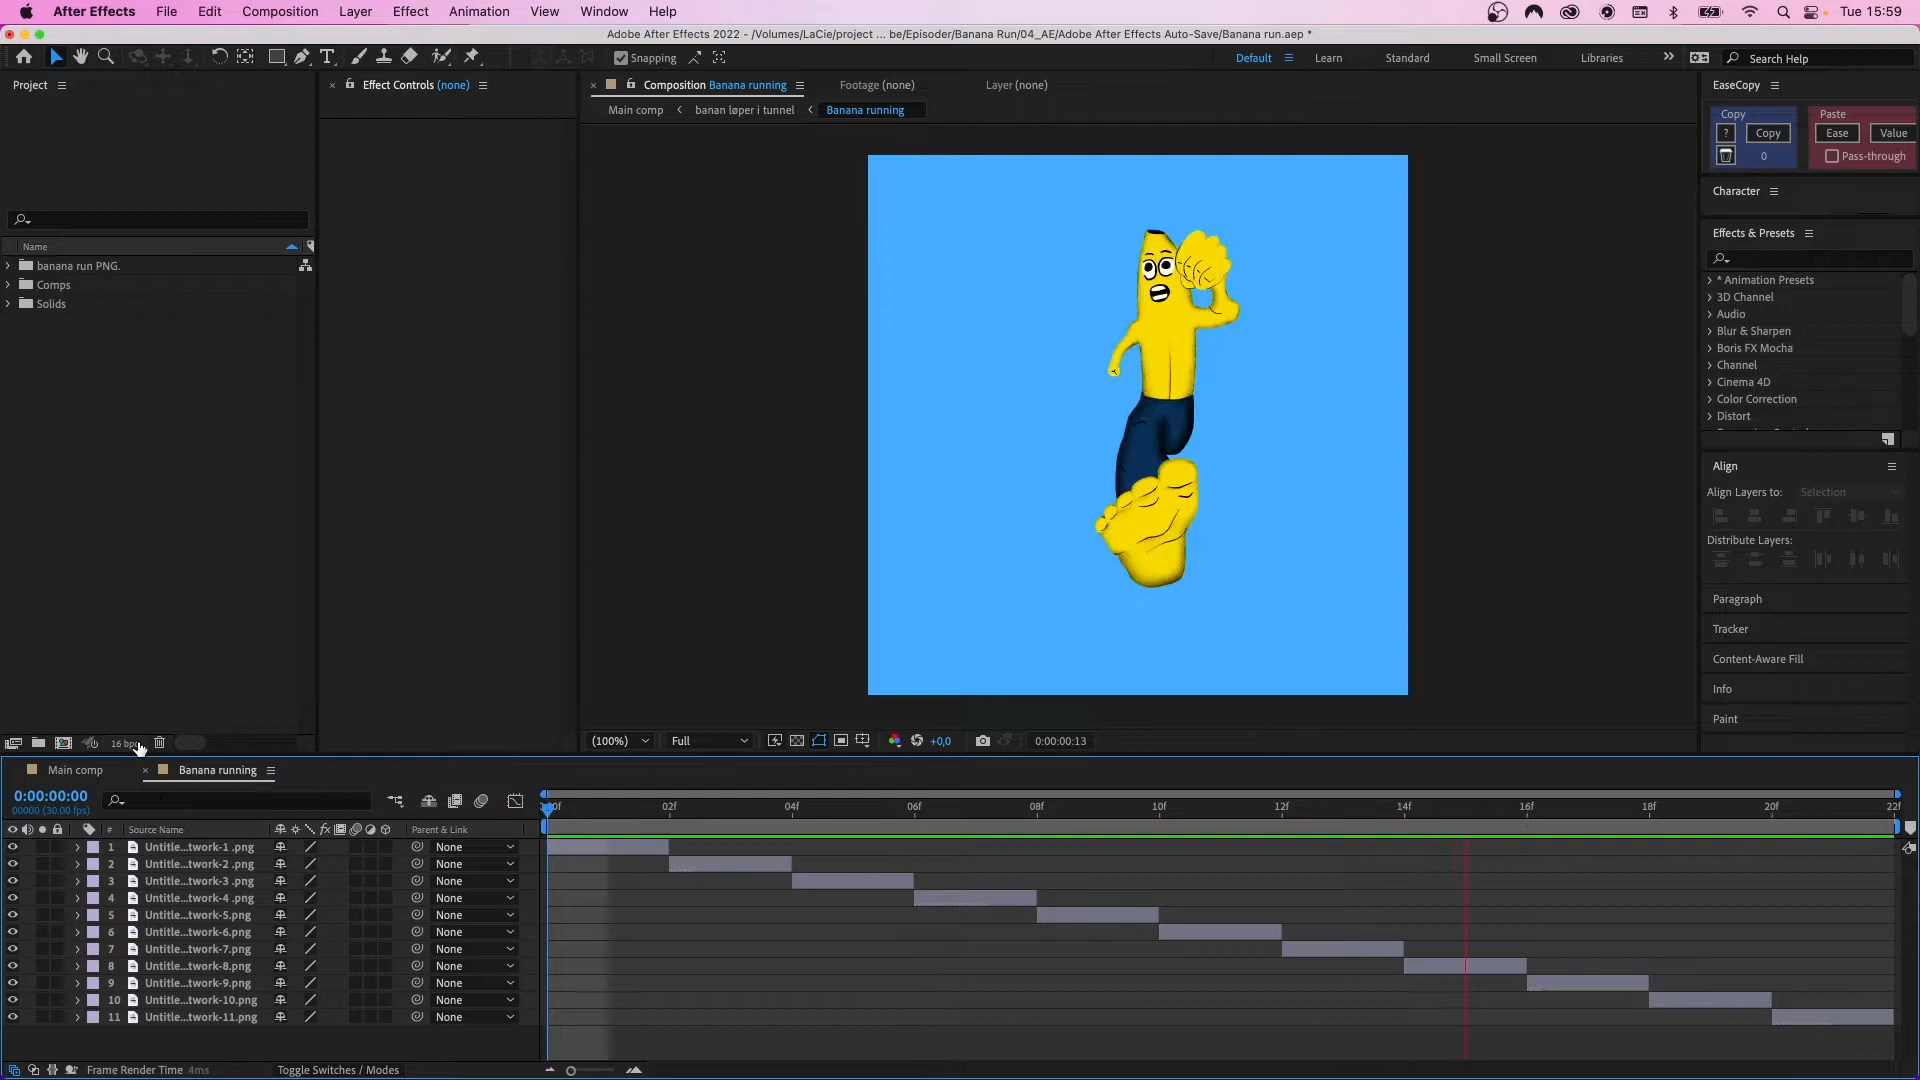 After Effects File Edit Composition Layer Effect Animation View Window Help Tue 15:59
Adobe After Effects 2022 - /Volumes/LaCie/project ... be/Episoder/Banana Run/04_AE/Adobe After Effects Auto-Save/Banana run.aep *
Snapping Default Learn Standard Small Screen Libraries Search Help
Project Effect Controls (none) Composition Banana running Footage (none) Layer (none) EaseCopy
Main comp banan løper i tunnel Banana running
Copy Paste
? Copy Ease Value
0 Pass-through
Character
Effects & Presets
Name
banana run PNG.
Comps
Solids
* Animation Presets
3D Channel
Audio
Blur & Sharpen
Boris FX Mocha
Channel
Cinema 4D
Color Correction
Distort
Align
Align Layers to: Selection
Distribute Layers:
Paragraph
Tracker
Content-Aware Fill
Info
Paint
(100%) Full +0,0 0:00:00:13
Main comp Banana running
0:00:00:00
00000 (30.00 fps)
02f 04f 06f 08f 10f 12f 14f 16f 18f 20f 22f
# Source Name fx Parent & Link
1 Untitle...twork-1 .png None
2 Untitle...twork-2 .png None
3 Untitle...twork-3 .png None
4 Untitle...twork-4 .png None
5 Untitle...twork-5.png None
6 Untitle...twork-6.png None
7 Untitle...twork-7.png None
8 Untitle...twork-8.png None
9 Untitle...twork-9.png None
10 Untitle...twork-10.png None
11 Untitle...twork-11.png None
Frame Render Time 4ms Toggle Switches / Modes